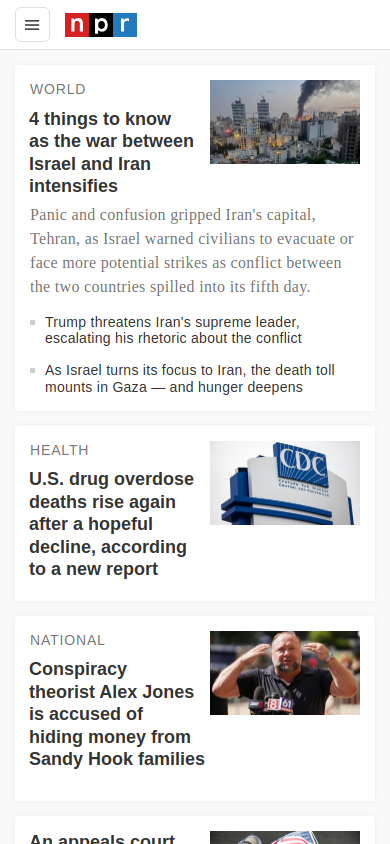 npr
WORLD
4 things to know
as the war between
Israel and Iran
intensifies
Panic and confusion gripped Iran's capital,
Tehran, as Israel warned civilians to evacuate or
face more potential strikes as conflict between
the two countries spilled into its fifth day.
Trump threatens Iran's supreme leader,
escalating his rhetoric about the conflict
As Israel turns its focus to Iran, the death toll
mounts in Gaza — and hunger deepens
HEALTH
U.S. drug overdose
deaths rise again
after a hopeful
decline, according
to a new report
CDC
NATIONAL
Conspiracy
theorist Alex Jones
is accused of
hiding money from
Sandy Hook families
8
61
An appeals court